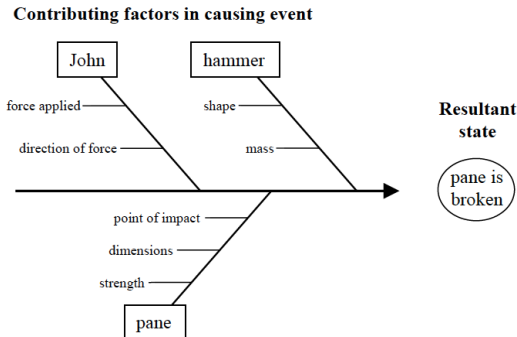 Contributing factors in causing event
John
hammer
force applied
shape
direction of force
mass
Resultant
state
pane is
broken
point of impact
dimensions
strength
pane